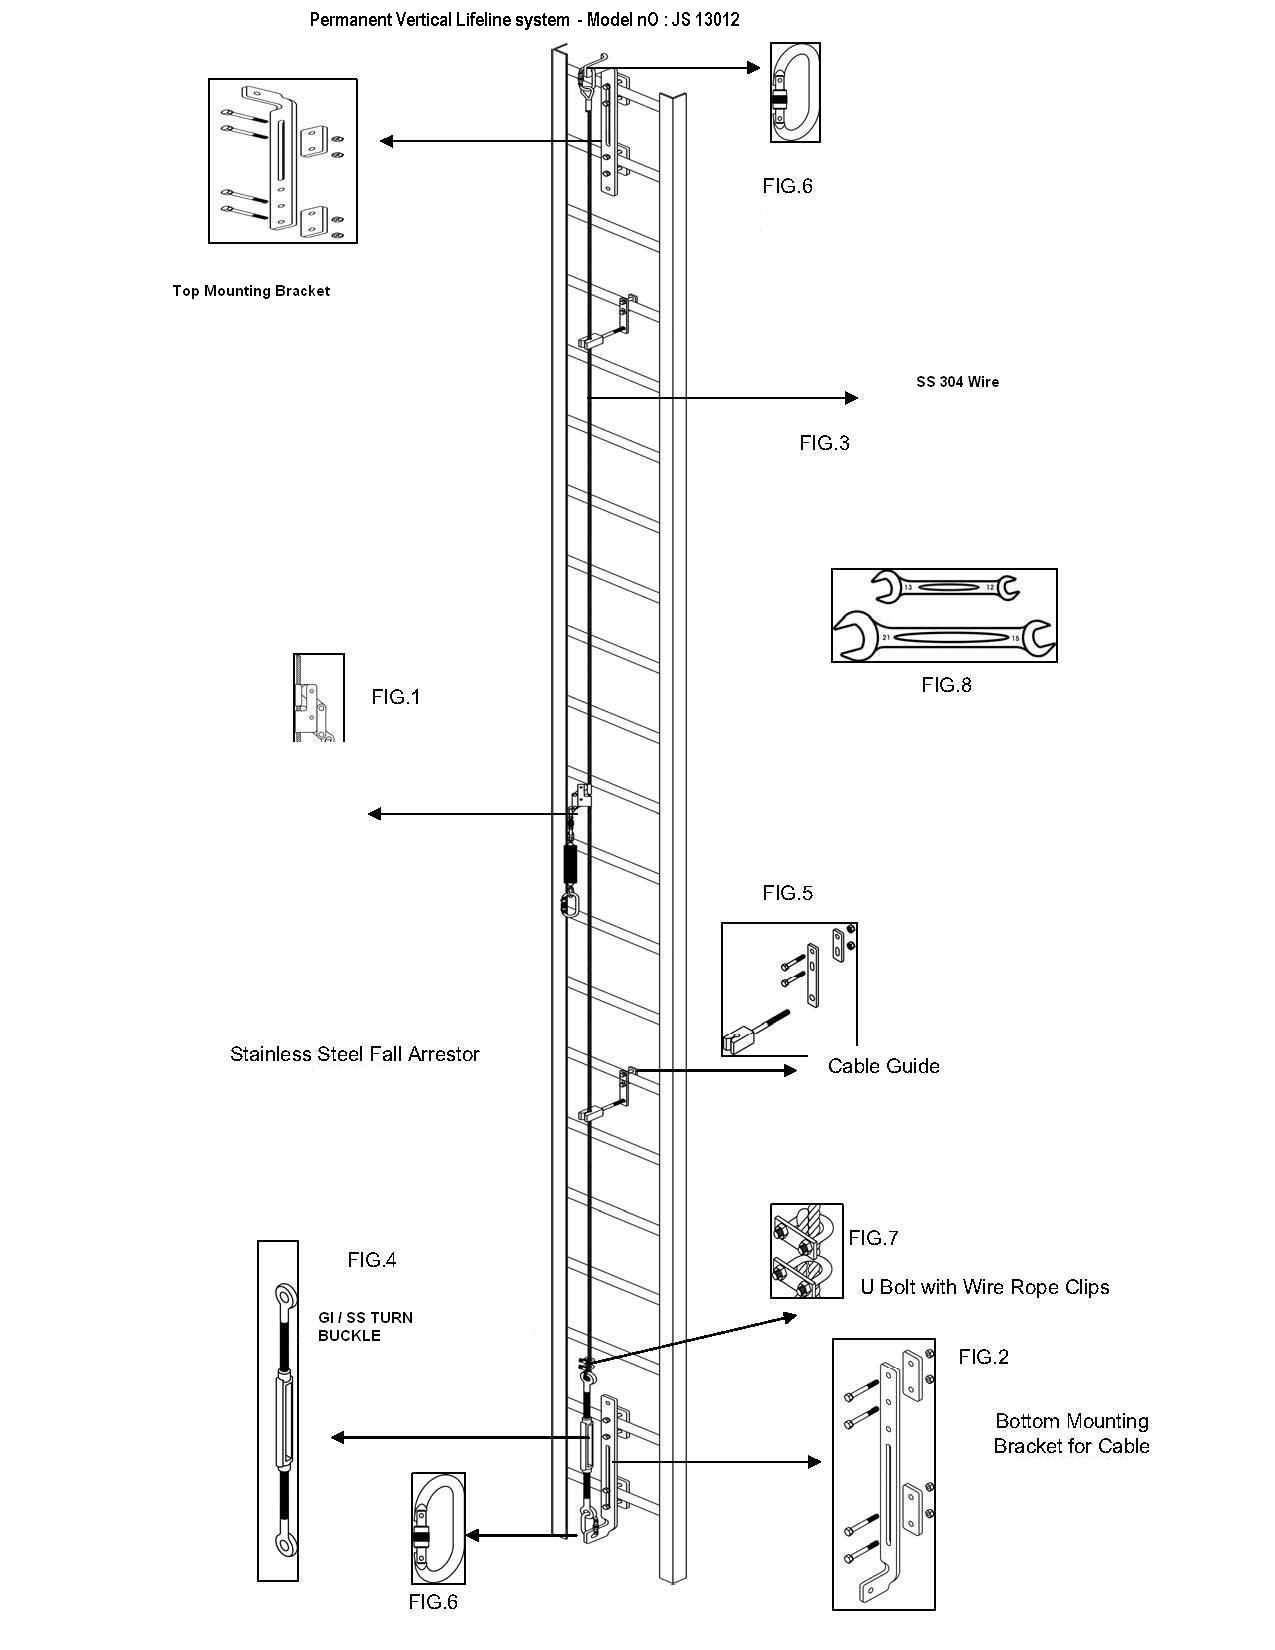 Permanent Vertical Lifeline system - Model nO : JS 13012
FIG.6
Top Mounting Bracket
SS 304 Wire
FIG.3
13 12
21 15
FIG.8
FIG.1
FIG.5
Stainless Steel Fall Arrestor
Cable Guide
FIG.7
U Bolt with Wire Rope Clips
FIG.4
GI / SS TURN
BUCKLE
FIG.2
Bottom Mounting
Bracket for Cable
FIG.6